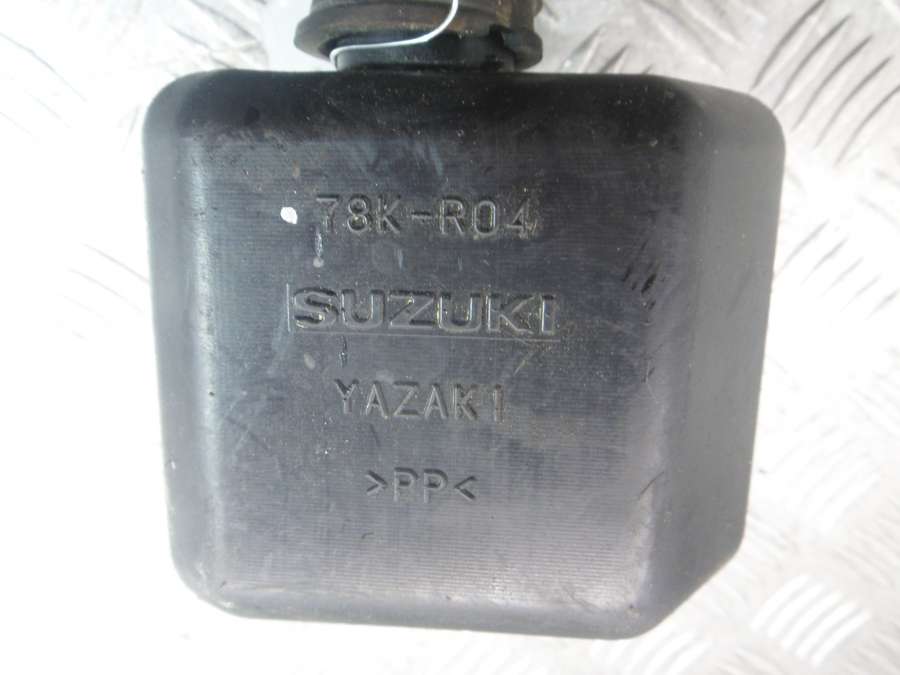 78K-R04
SUZUKI
YAZAKI
>PP<